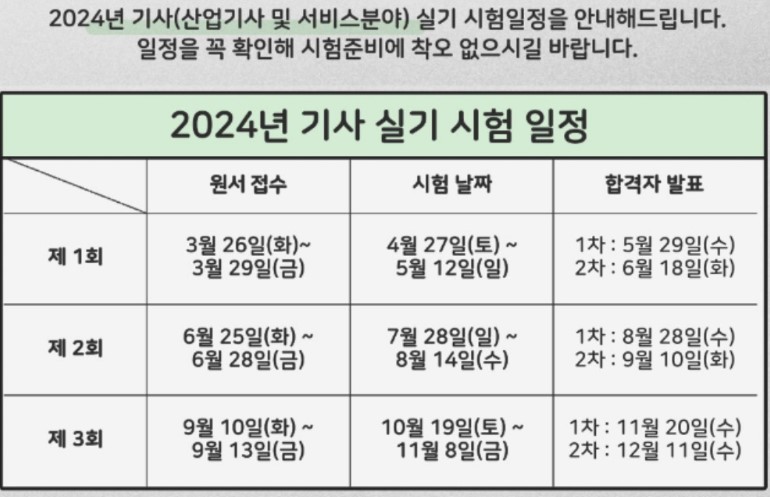 2024년 기사(산업기사 및 서비스분야) 실기 시험일정을 안내해드립니다.
일정을 꼭 확인해 시험준비에 착오 없으시길 바랍니다.
2024년 기사 실기 시험 일정
원서 접수 시험 날짜 합격자 발표
제 1회
3월 26일(화)~
3월 29일(금)
4월 27일(토) ~
5월 12일(일)
1차 : 5월 29일(수)
2차 : 6월 18일(화)
제 2회
6월 25일(화) ~
6월 28일(금)
7월 28일(일) ~
8월 14일(수)
1차 : 8월 28일(수)
2차 : 9월 10일(화)
제 3회
9월 10일(화) ~
9월 13일(금)
10월 19일(토) ~
11월 8일(금)
1차 : 11월 20일(수)
2차 : 12월 11일(수)